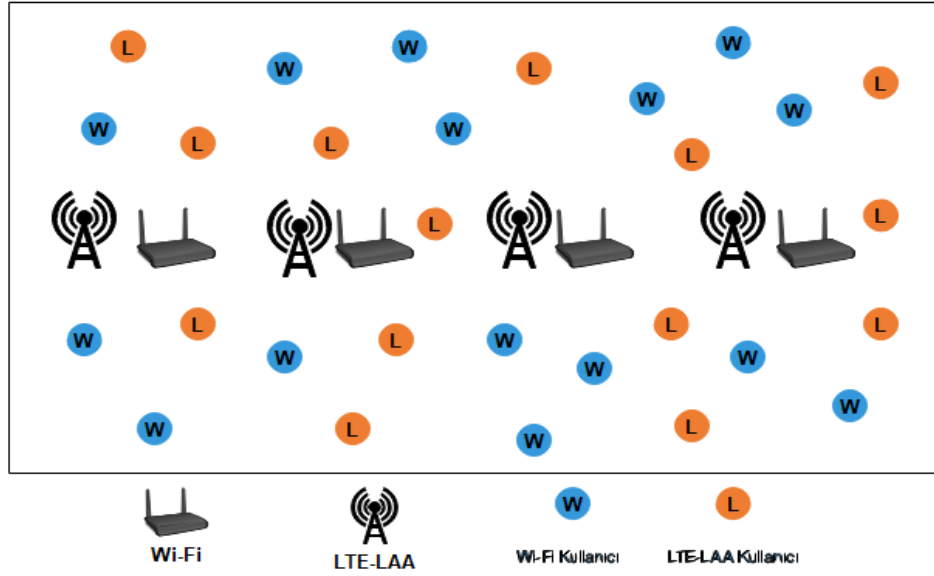 L W W
W L L
W W
W W
L L L
L L
L L L
W L W
W W W
W
W L W L
W L
Wi-Fi LTE-LAA Wi-Fi Kullanıcı LTE-LAA Kullanıcı